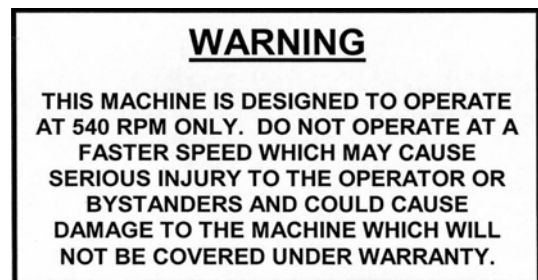 WARNING
THIS MACHINE IS DESIGNED TO OPERATE
AT 540 RPM ONLY. DO NOT OPERATE AT A
FASTER SPEED WHICH MAY CAUSE
SERIOUS INJURY TO THE OPERATOR OR
BYSTANDERS AND COULD CAUSE
DAMAGE TO THE MACHINE WHICH WILL
NOT BE COVERED UNDER WARRANTY.